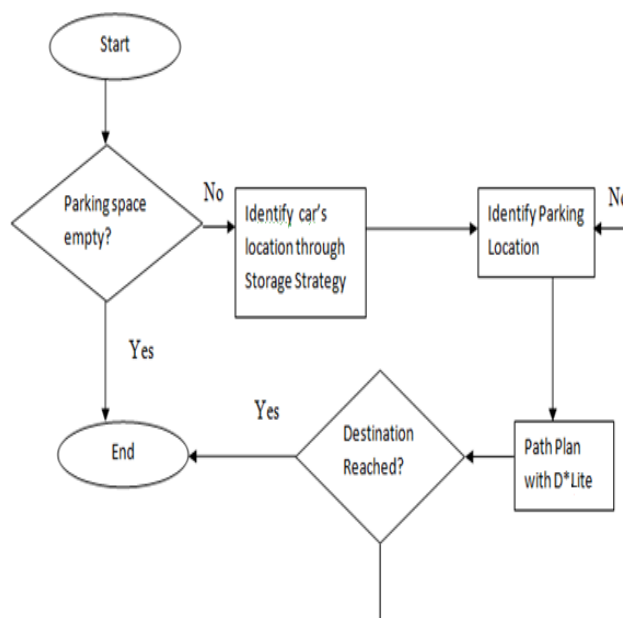 Start
Parking space
empty?
No
Identify car's
location through
Storage Strategy
Identify Parking
Location
No
Yes
End
Yes
Destination
Reached?
Path Plan
with D*Lite